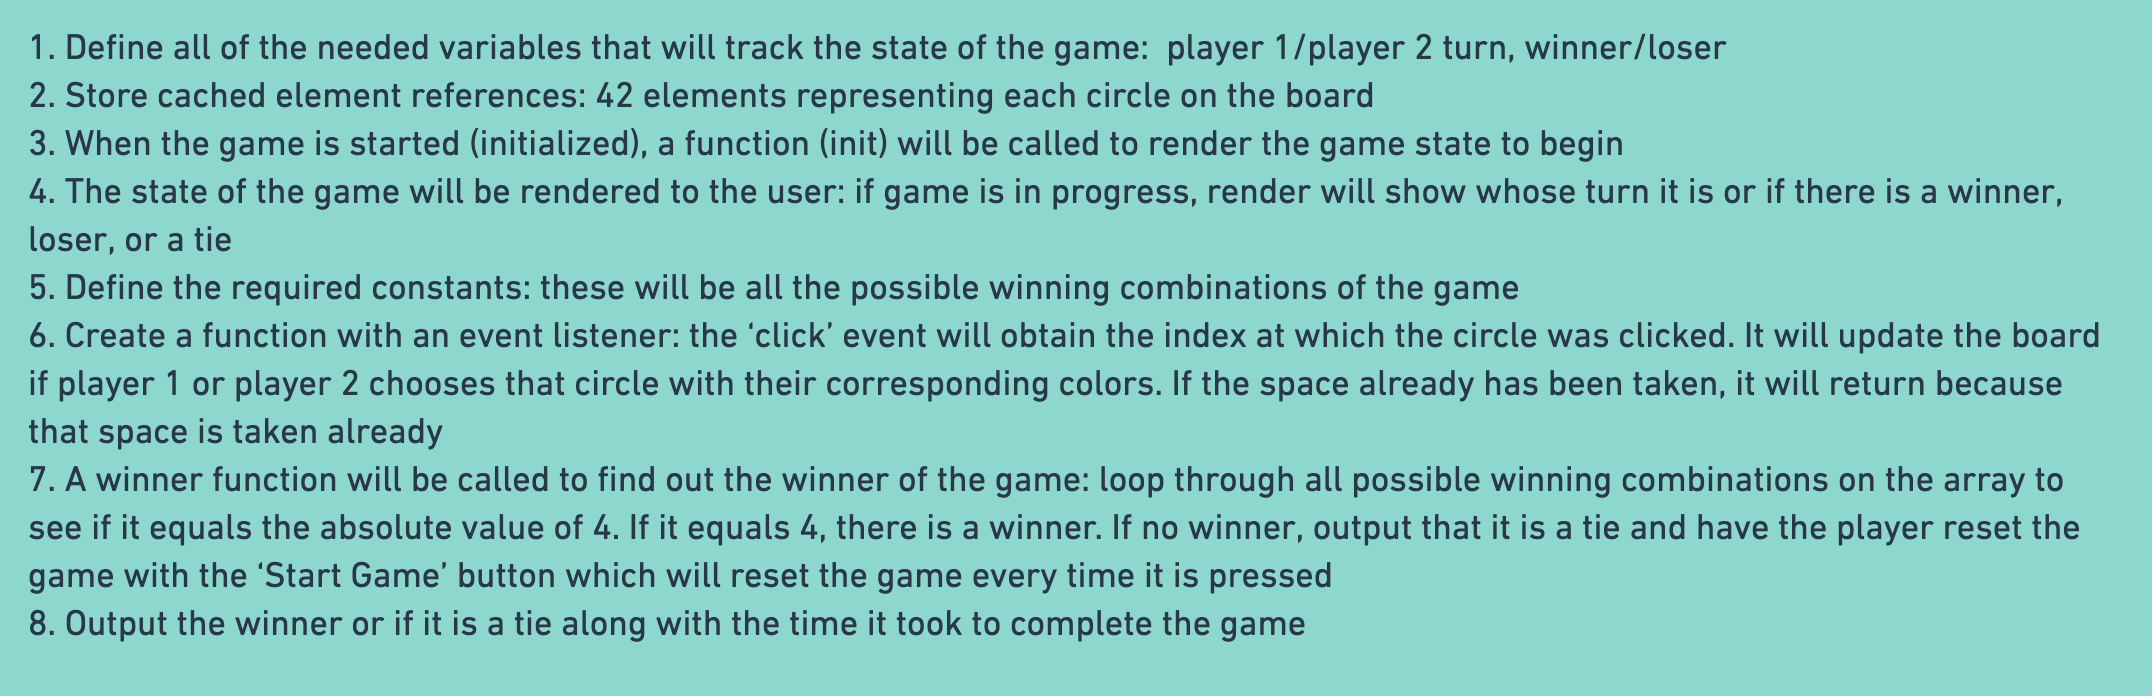 1. Define all of the needed variables that will track the state of the game:  player 1/player 2 turn, winner/loser
2. Store cached element references: 42 elements representing each circle on the board
3. When the game is started (initialized), a function (init) will be called to render the game state to begin
4. The state of the game will be rendered to the user: if game is in progress, render will show whose turn it is or if there is a winner,
loser, or a tie
5. Define the required constants: these will be all the possible winning combinations of the game
6. Create a function with an event listener: the ‘click’ event will obtain the index at which the circle was clicked. It will update the board
if player 1 or player 2 chooses that circle with their corresponding colors. If the space already has been taken, it will return because
that space is taken already
7. A winner function will be called to find out the winner of the game: loop through all possible winning combinations on the array to
see if it equals the absolute value of 4. If it equals 4, there is a winner. If no winner, output that it is a tie and have the player reset the
game with the ‘Start Game’ button which will reset the game every time it is pressed
8. Output the winner or if it is a tie along with the time it took to complete the game